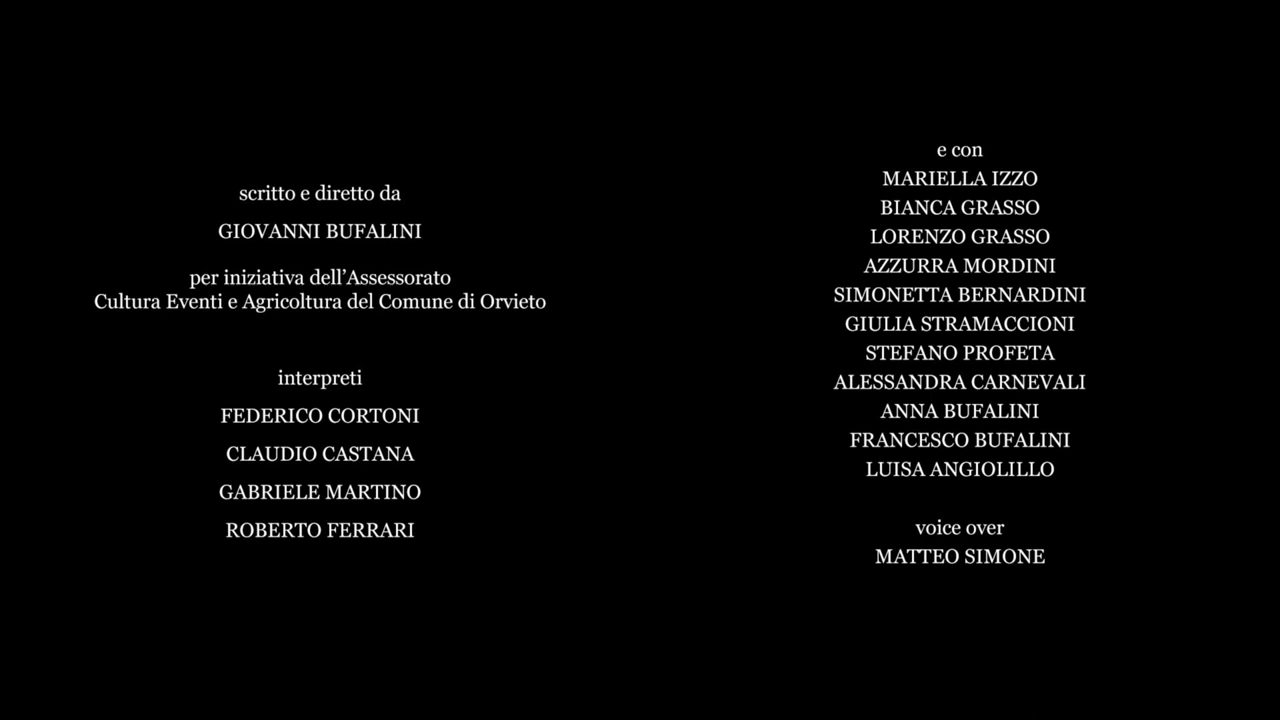 scritto e diretto da
GIOVANNI BUFALINI
per iniziativa dell’Assessorato
Cultura Eventi e Agricoltura del Comune di Orvieto
interpreti
FEDERICO CORTONI
CLAUDIO CASTANA
GABRIELE MARTINO
ROBERTO FERRARI
e con
MARIELLA IZZO
BIANCA GRASSO
LORENZO GRASSO
AZZURRA MORDINI
SIMONETTA BERNARDINI
GIULIA STRAMACCIONI
STEFANO PROFETA
ALESSANDRA CARNEVALI
ANNA BUFALINI
FRANCESCO BUFALINI
LUISA ANGIOLILLO
voice over
MATTEO SIMONE